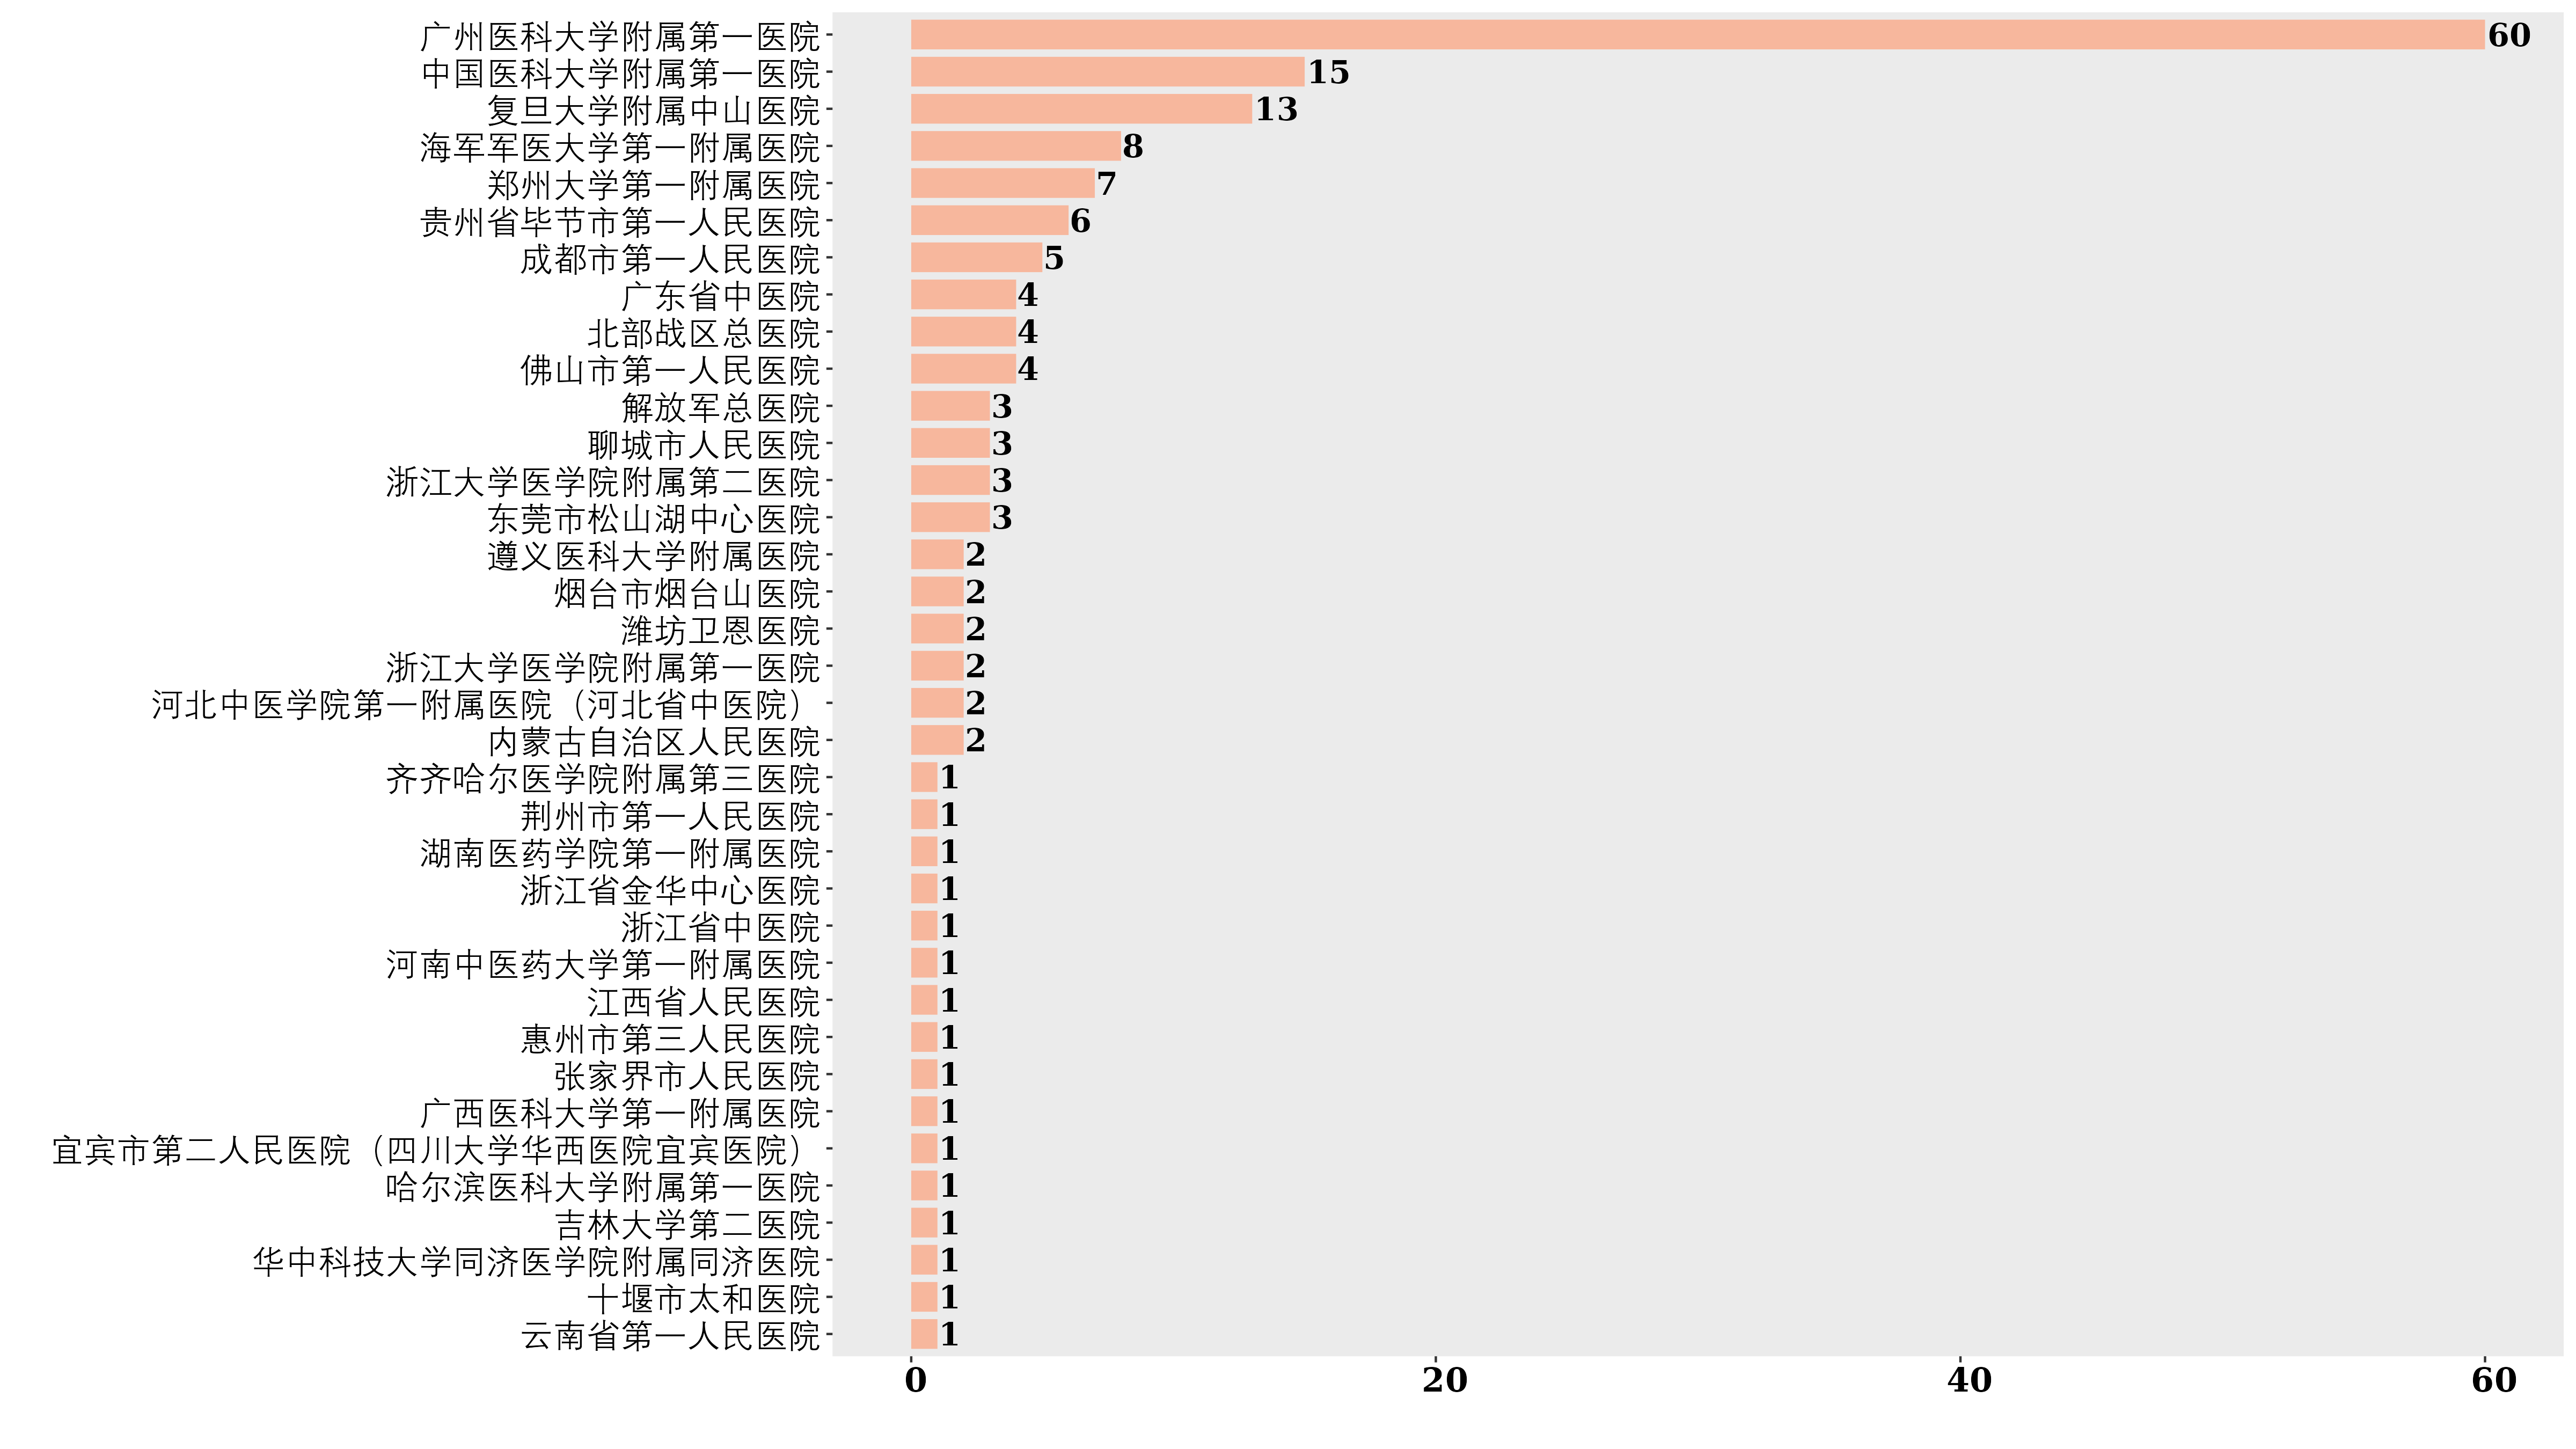 广州医科大学附属第一医院 60
中国医科大学附属第一医院 15
复旦大学附属中山医院 13
海军军医大学第一附属医院 8
郑州大学第一附属医院 7
贵州省毕节市第一人民医院 6
成都市第一人民医院 5
广东省中医院 4
北部战区总医院 4
佛山市第一人民医院 4
解放军总医院 3
聊城市人民医院 3
浙江大学医学院附属第二医院 3
东莞市松山湖中心医院 3
遵义医科大学附属医院 2
烟台市烟台山医院 2
潍坊卫恩医院 2
浙江大学医学院附属第一医院 2
河北中医学院第一附属医院（河北省中医院） 2
内蒙古自治区人民医院 2
齐齐哈尔医学院附属第三医院 1
荆州市第一人民医院 1
湖南医药学院第一附属医院 1
浙江省金华中心医院 1
浙江省中医院 1
河南中医药大学第一附属医院 1
江西省人民医院 1
惠州市第三人民医院 1
张家界市人民医院 1
广西医科大学第一附属医院 1
宜宾市第二人民医院（四川大学华西医院宜宾医院） 1
哈尔滨医科大学附属第一医院 1
吉林大学第二医院 1
华中科技大学同济医学院附属同济医院 1
十堰市太和医院 1
云南省第一人民医院 1
0 20 40 60